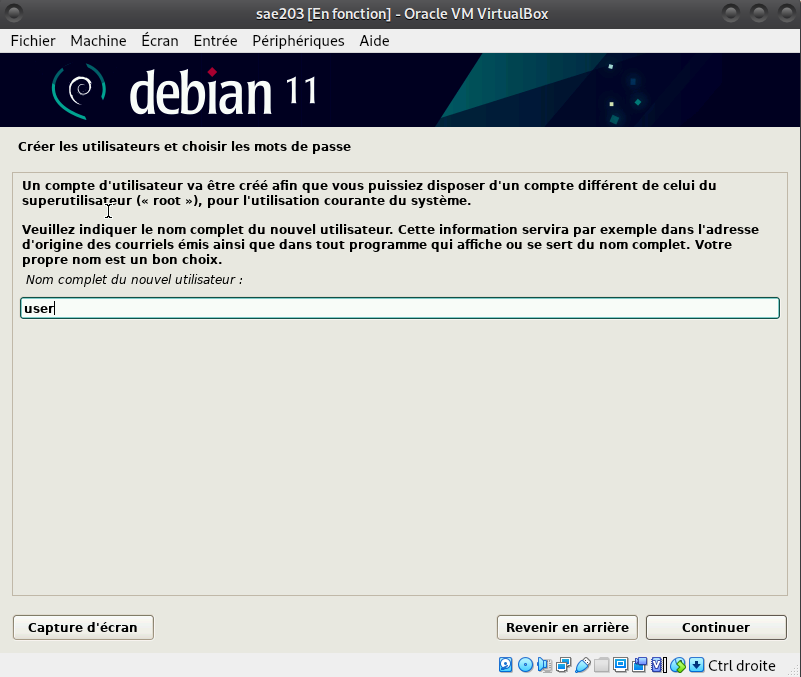 sae203 [En fonction] - Oracle VM VirtualBox
Fichier Machine Écran Entrée Périphériques Aide
debian 11
Créer les utilisateurs et choisir les mots de passe
Un compte d'utilisateur va être créé afin que vous puissiez disposer d'un compte différent de celui du
superutilisateur (« root »), pour l'utilisation courante du système.
Veuillez indiquer le nom complet du nouvel utilisateur. Cette information servira par exemple dans l'adresse
d'origine des courriels émis ainsi que dans tout programme qui affiche ou se sert du nom complet. Votre
propre nom est un bon choix.
Nom complet du nouvel utilisateur :
user
Capture d'écran Revenir en arrière Continuer
Ctrl droite